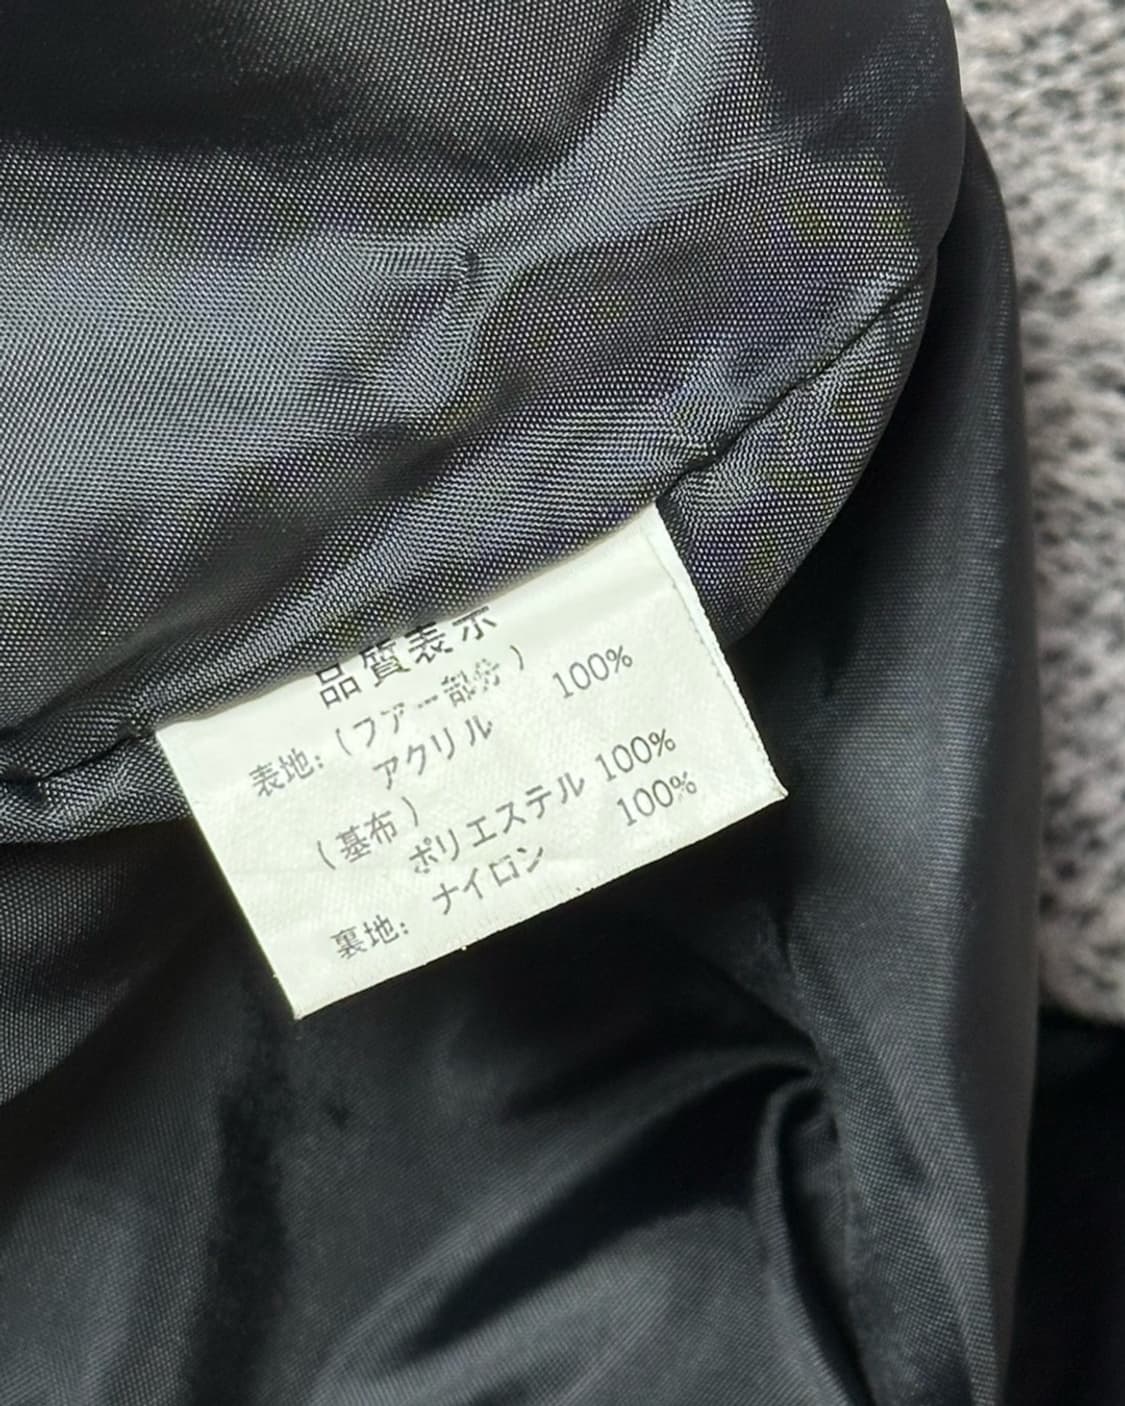 品質表示
表地：（ファー部分）
アクリル 100%
（基布）
ポリエステル 100%
裏地： ナイロン 100%